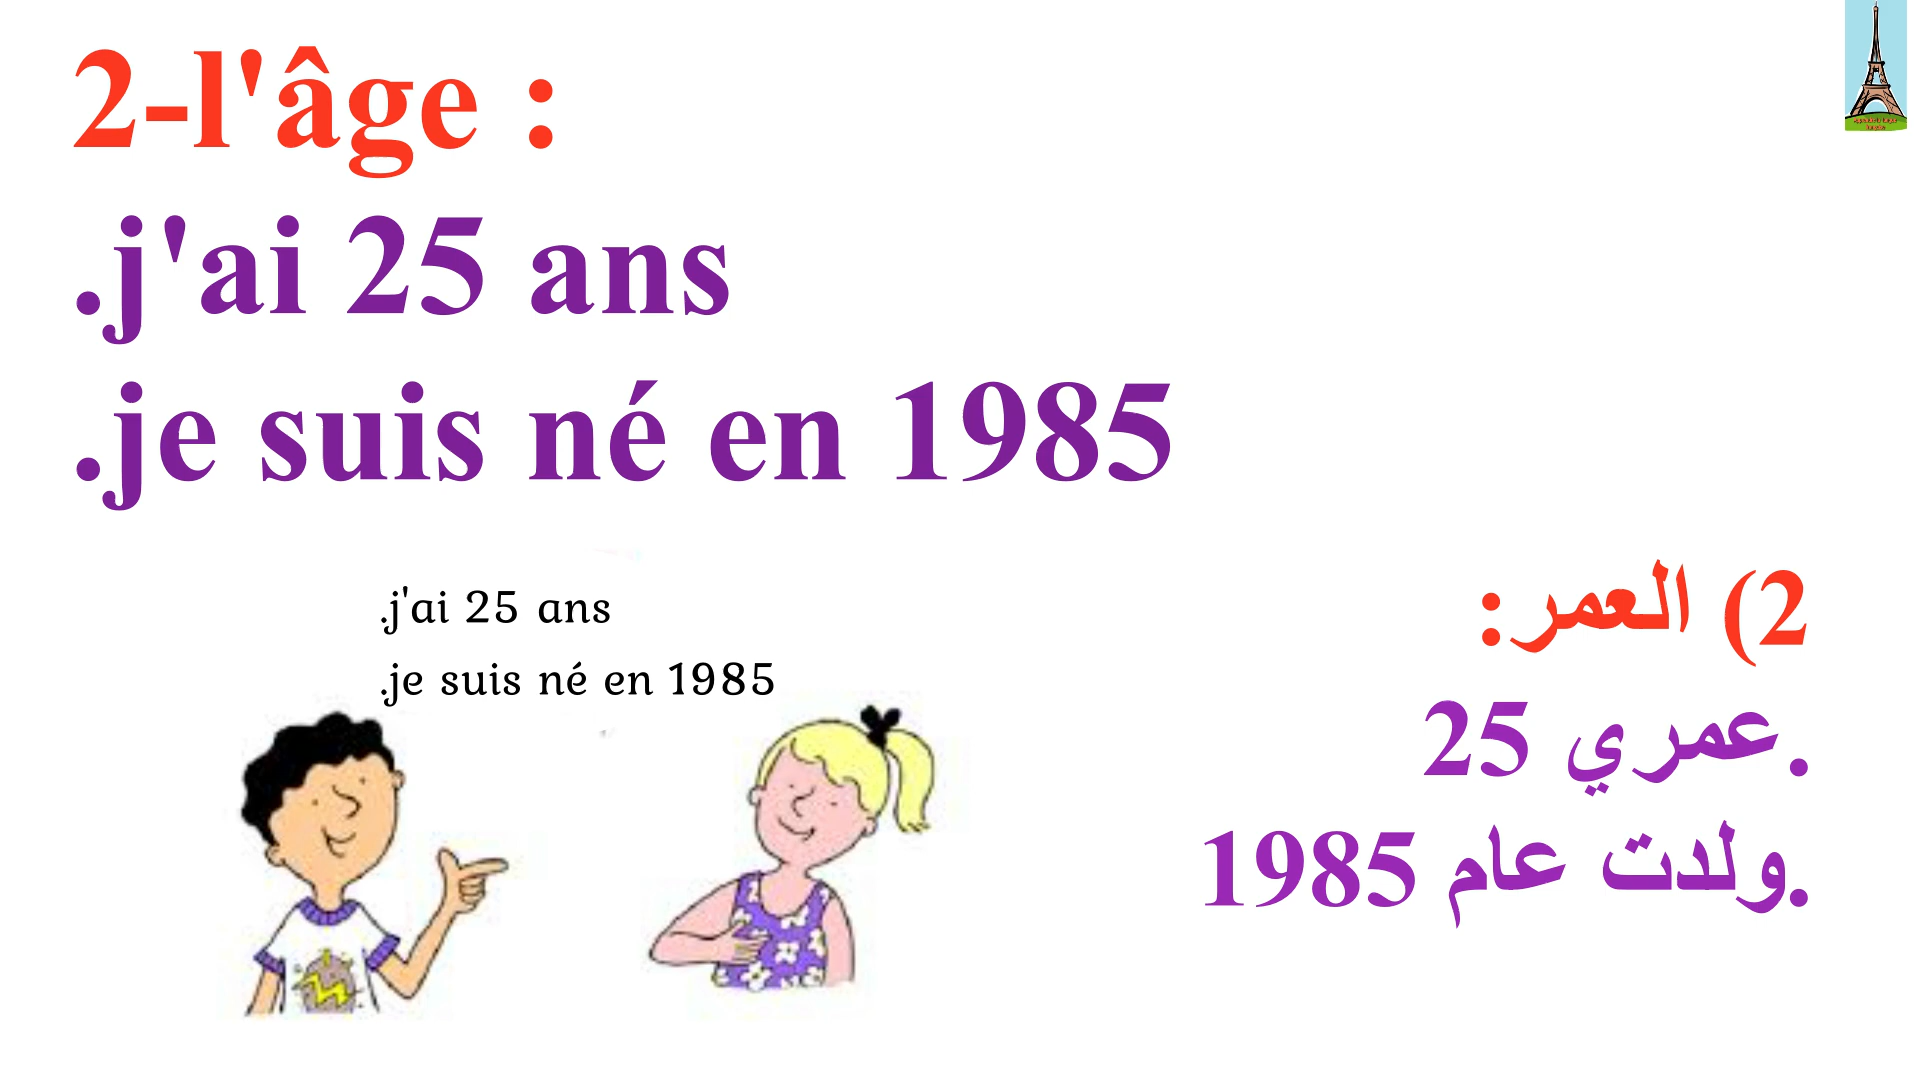 2-l'âge :
.j'ai 25 ans
.je suis né en 1985
.j'ai 25 ans
.je suis né en 1985
2) العمر:
.عمري 25
.ولدت عام 1985